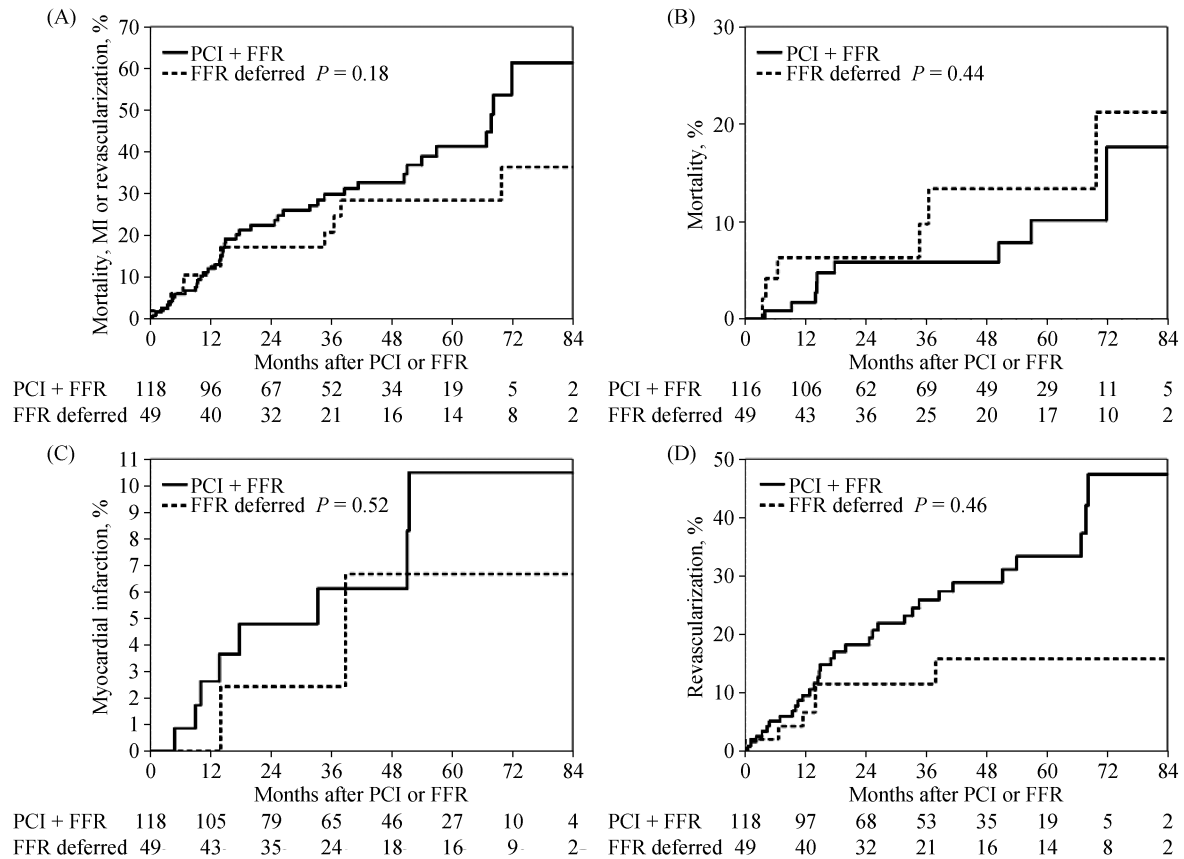 (A)
70
60
50
40
30
20
10
0
Mortality, MI or revascularization, %
PCI + FFR
FFR deferred P = 0.18
0 12 24 36 48 60 72 84
Months after PCI or FFR
PCI + FFR 118 96 67 52 34 19 5 2
FFR deferred 49 40 32 21 16 14 8 2
(B)
30
20
10
0
Mortality, %
PCI + FFR
FFR deferred P = 0.44
0 12 24 36 48 60 72 84
Months after PCI or FFR
PCI + FFR 116 106 62 69 49 29 11 5
FFR deferred 49 43 36 25 20 17 10 2
(C)
11
10
9
8
7
6
5
4
3
2
1
0
Myocardial infarction, %
PCI + FFR
FFR deferred P = 0.52
0 12 24 36 48 60 72 84
Months after PCI or FFR
PCI + FFR 118 105 79 65 46 27 10 4
FFR deferred 49- 43- 35- 24 18- 16- 9- 2-
(D)
50
40
30
20
10
0
Revascularization, %
PCI + FFR
FFR deferred P = 0.46
0 12 24 36 48 60 72 84
Months after PCI or FFR
PCI + FFR 118 97 68 53 35 19 5 2
FFR deferred 49 40 32 21 16 14 8 2